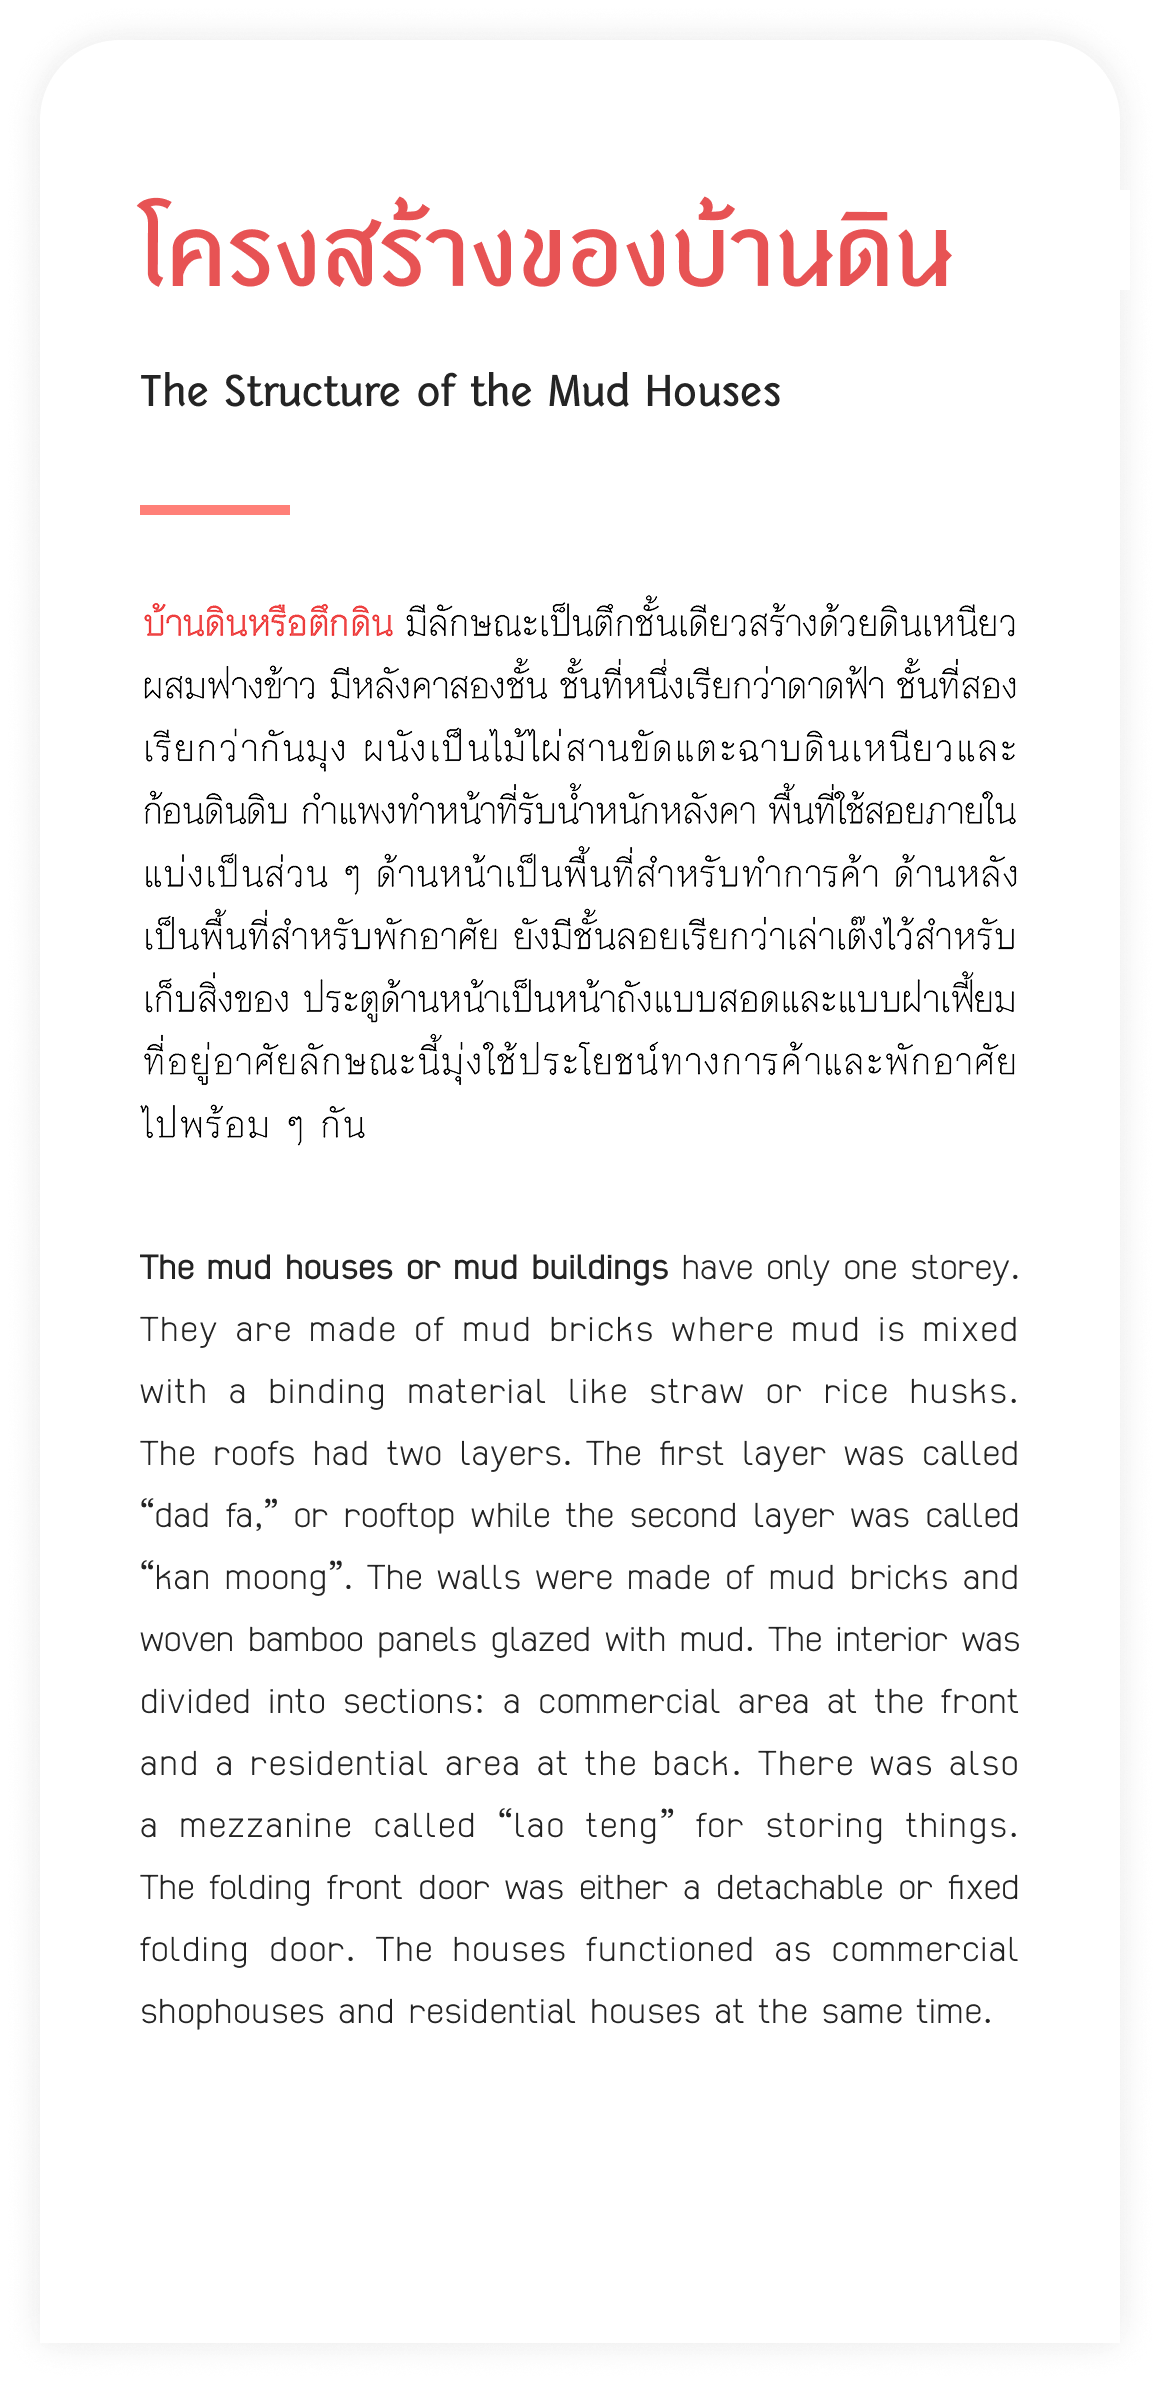 โครงสร้างของบ้านดิน
The Structure of the Mud Houses
บ้านดินหรือตึกดิน มีลักษณะเป็นตึกชั้นเดียวสร้างด้วยดินเหนียว
ผสมฟางข้าว มีหลังคาสองชั้น ชั้นที่หนึ่งเรียกว่าดาดฟ้า ชั้นที่สอง
เรียกว่ากันมุง ผนังเป็นไม้ไผ่สานขัดแตะฉาบดินเหนียวและ
ก้อนดินดิบ กำแพงทำหน้าที่รับน้ำหนักหลังคา พื้นที่ใช้สอยภายใน
แบ่งเป็นส่วน ๆ ด้านหน้าเป็นพื้นที่สำหรับทำการค้า ด้านหลัง
เป็นพื้นที่สำหรับพักอาศัย ยังมีชั้นลอยเรียกว่าเล่าเต๊งไว้สำหรับ
เก็บสิ่งของ ประตูด้านหน้าเป็นหน้าถังแบบสอดและแบบฝาเฟี้ยม
ที่อยู่อาศัยลักษณะนี้มุ่งใช้ประโยชน์ทางการค้าและพักอาศัย
ไปพร้อม ๆ กัน
The mud houses or mud buildings have only one storey.
They are made of mud bricks where mud is mixed
with a binding material like straw or rice husks.
The roofs had two layers. The first layer was called
“dad fa,” or rooftop while the second layer was called
“kan moong”. The walls were made of mud bricks and
woven bamboo panels glazed with mud. The interior was
divided into sections: a commercial area at the front
and a residential area at the back. There was also
a mezzanine called “lao teng” for storing things.
The folding front door was either a detachable or fixed
folding door. The houses functioned as commercial
shophouses and residential houses at the same time.